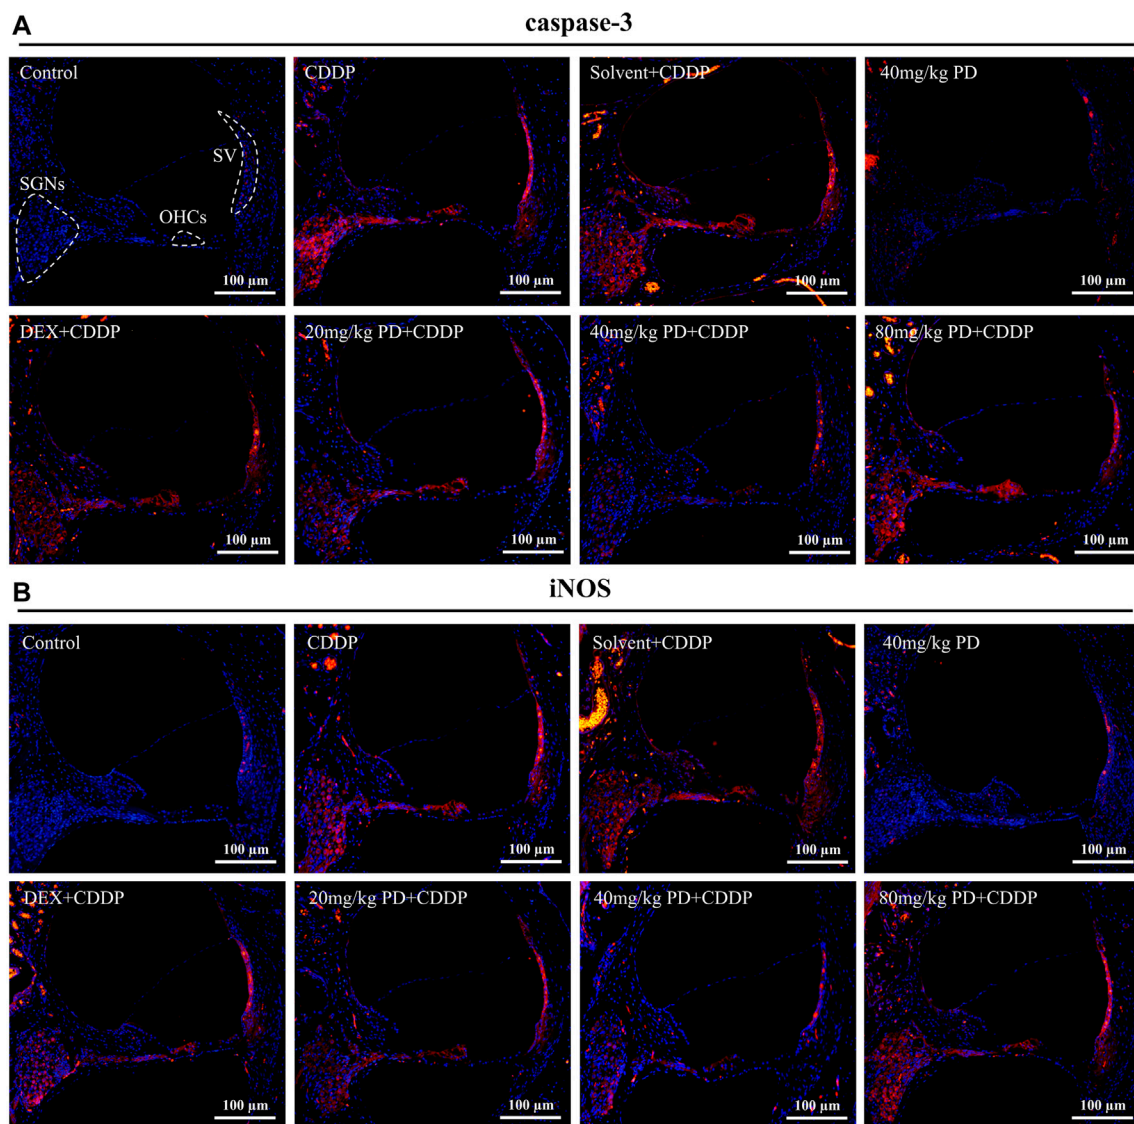 A
caspase-3
Control
SV
SGNs
OHCs
100 µm
CDDP
100 µm
Solvent+CDDP
100 µm
40mg/kg PD
100 µm
DEX+CDDP
100 µm
20mg/kg PD+CDDP
100 µm
40mg/kg PD+CDDP
100 µm
80mg/kg PD+CDDP
100 µm
B
iNOS
Control
100 µm
CDDP
100 µm
Solvent+CDDP
100 µm
40mg/kg PD
100 µm
DEX+CDDP
100 µm
20mg/kg PD+CDDP
100 µm
40mg/kg PD+CDDP
100 µm
80mg/kg PD+CDDP
100 µm